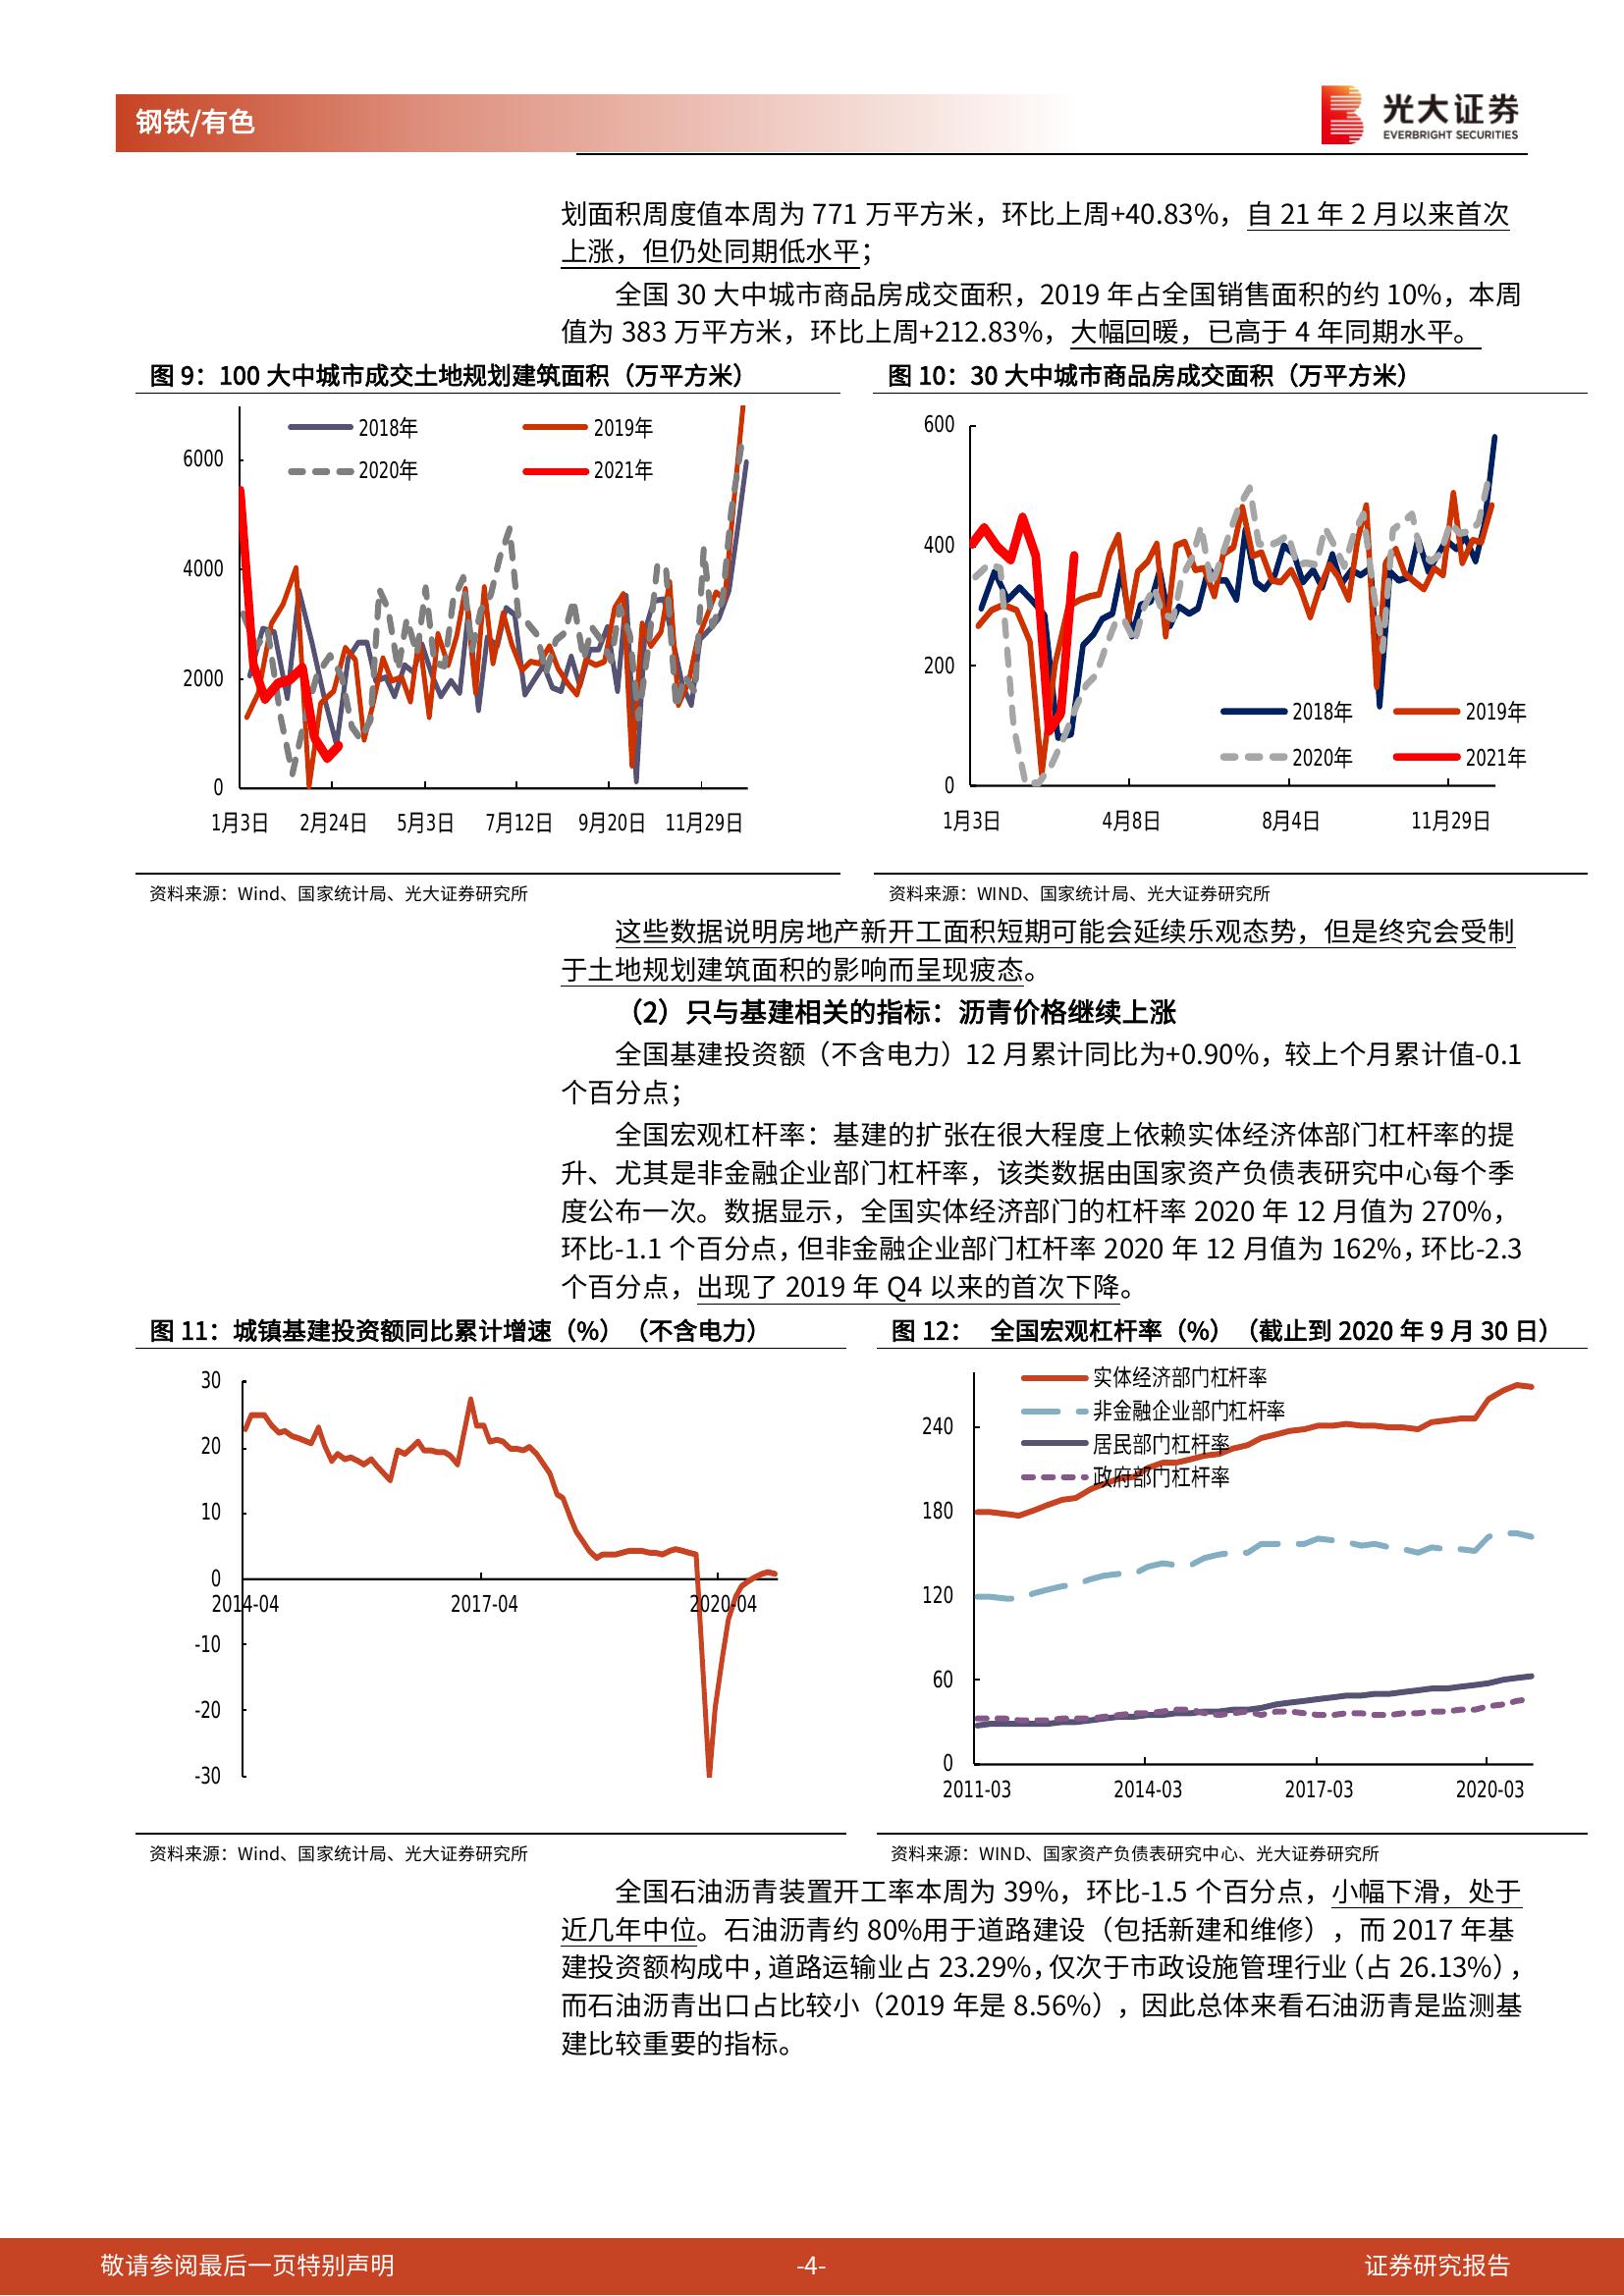 钢铁/有色
光大证券
EVERBRIGHT SECURITIES
划面积周度值本周为 771 万平方米，环比上周+40.83%，自 21 年 2 月以来首次
上涨，但仍处同期低水平；
全国 30 大中城市商品房成交面积，2019 年占全国销售面积的约 10%，本周
值为 383 万平方米，环比上周+212.83%，大幅回暖，已高于 4 年同期水平。
图 9：100 大中城市成交土地规划建筑面积（万平方米）
2018年
2019年
2020年
2021年
6000
4000
2000
0
1月3日
2月24日
5月3日
7月12日
9月20日
11月29日
资料来源：Wind、国家统计局、光大证券研究所
图 10：30 大中城市商品房成交面积（万平方米）
600
400
200
0
2018年
2019年
2020年
2021年
1月3日
4月8日
8月4日
11月29日
资料来源：WIND、国家统计局、光大证券研究所
这些数据说明房地产新开工面积短期可能会延续乐观态势，但是终究会受制
于土地规划建筑面积的影响而呈现疲态。
（2）只与基建相关的指标：沥青价格继续上涨
全国基建投资额（不含电力）12 月累计同比为+0.90%，较上个月累计值-0.1
个百分点；
全国宏观杠杆率：基建的扩张在很大程度上依赖实体经济体部门杠杆率的提
升、尤其是非金融企业部门杠杆率，该类数据由国家资产负债表研究中心每个季
度公布一次。数据显示，全国实体经济部门的杠杆率 2020 年 12 月值为 270%，
环比-1.1 个百分点，但非金融企业部门杠杆率 2020 年 12 月值为 162%，环比-2.3
个百分点，出现了 2019 年 Q4 以来的首次下降。
图 11：城镇基建投资额同比累计增速（%）（不含电力）
30
20
10
0
-10
-20
-30
2014-04
2017-04
2020-04
资料来源：Wind、国家统计局、光大证券研究所
图 12： 全国宏观杠杆率（%）（截止到 2020 年 9 月 30 日）
实体经济部门杠杆率
非金融企业部门杠杆率
居民部门杠杆率
政府部门杠杆率
240
180
120
60
0
2011-03
2014-03
2017-03
2020-03
资料来源：WIND、国家资产负债表研究中心、光大证券研究所
全国石油沥青装置开工率本周为 39%，环比-1.5 个百分点，小幅下滑，处于
近几年中位。石油沥青约 80%用于道路建设（包括新建和维修），而 2017 年基
建投资额构成中，道路运输业占 23.29%，仅次于市政设施管理行业（占 26.13%），
而石油沥青出口占比较小（2019 年是 8.56%），因此总体来看石油沥青是监测基
建比较重要的指标。
敬请参阅最后一页特别声明
-4-
证券研究报告